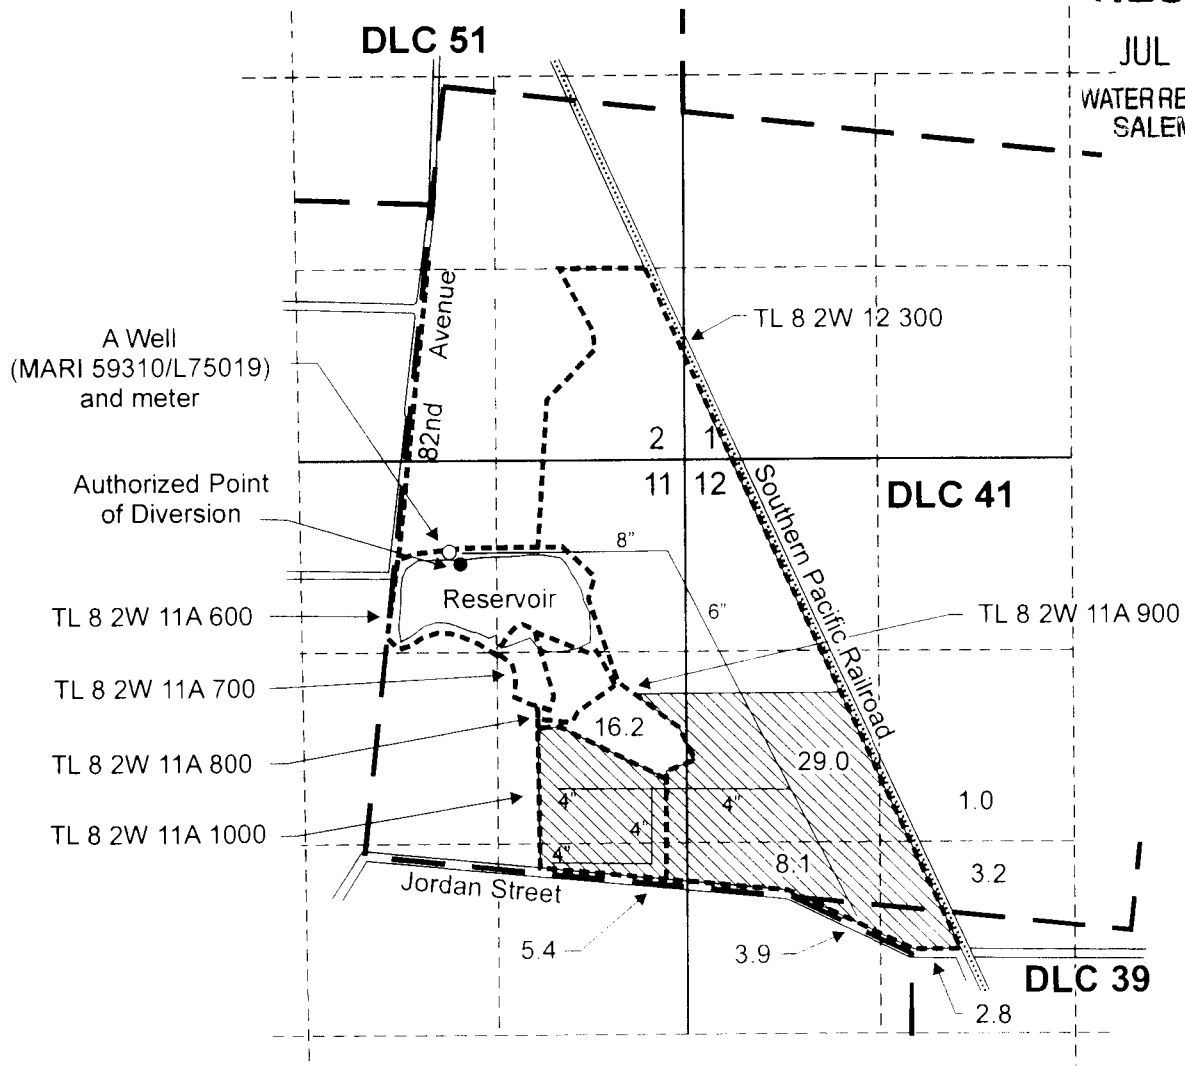 DLC 51
JUL
WATER RE
SALEM
Avenue
82nd
TL 8 2W 12 300
A Well
(MARI 59310/L75019)
and meter
2 1
11 12
Authorized Point
of Diversion
DLC 41
Southern Pacific Railroad
8"
Reservoir
6"
TL 8 2W 11A 600
TL 8 2W 11A 900
TL 8 2W 11A 700
16.2
TL 8 2W 11A 800
29.0
4"
4"
1.0
TL 8 2W 11A 1000
4"
4"
8.1
3.2
Jordan Street
5.4
3.9
DLC 39
2.8